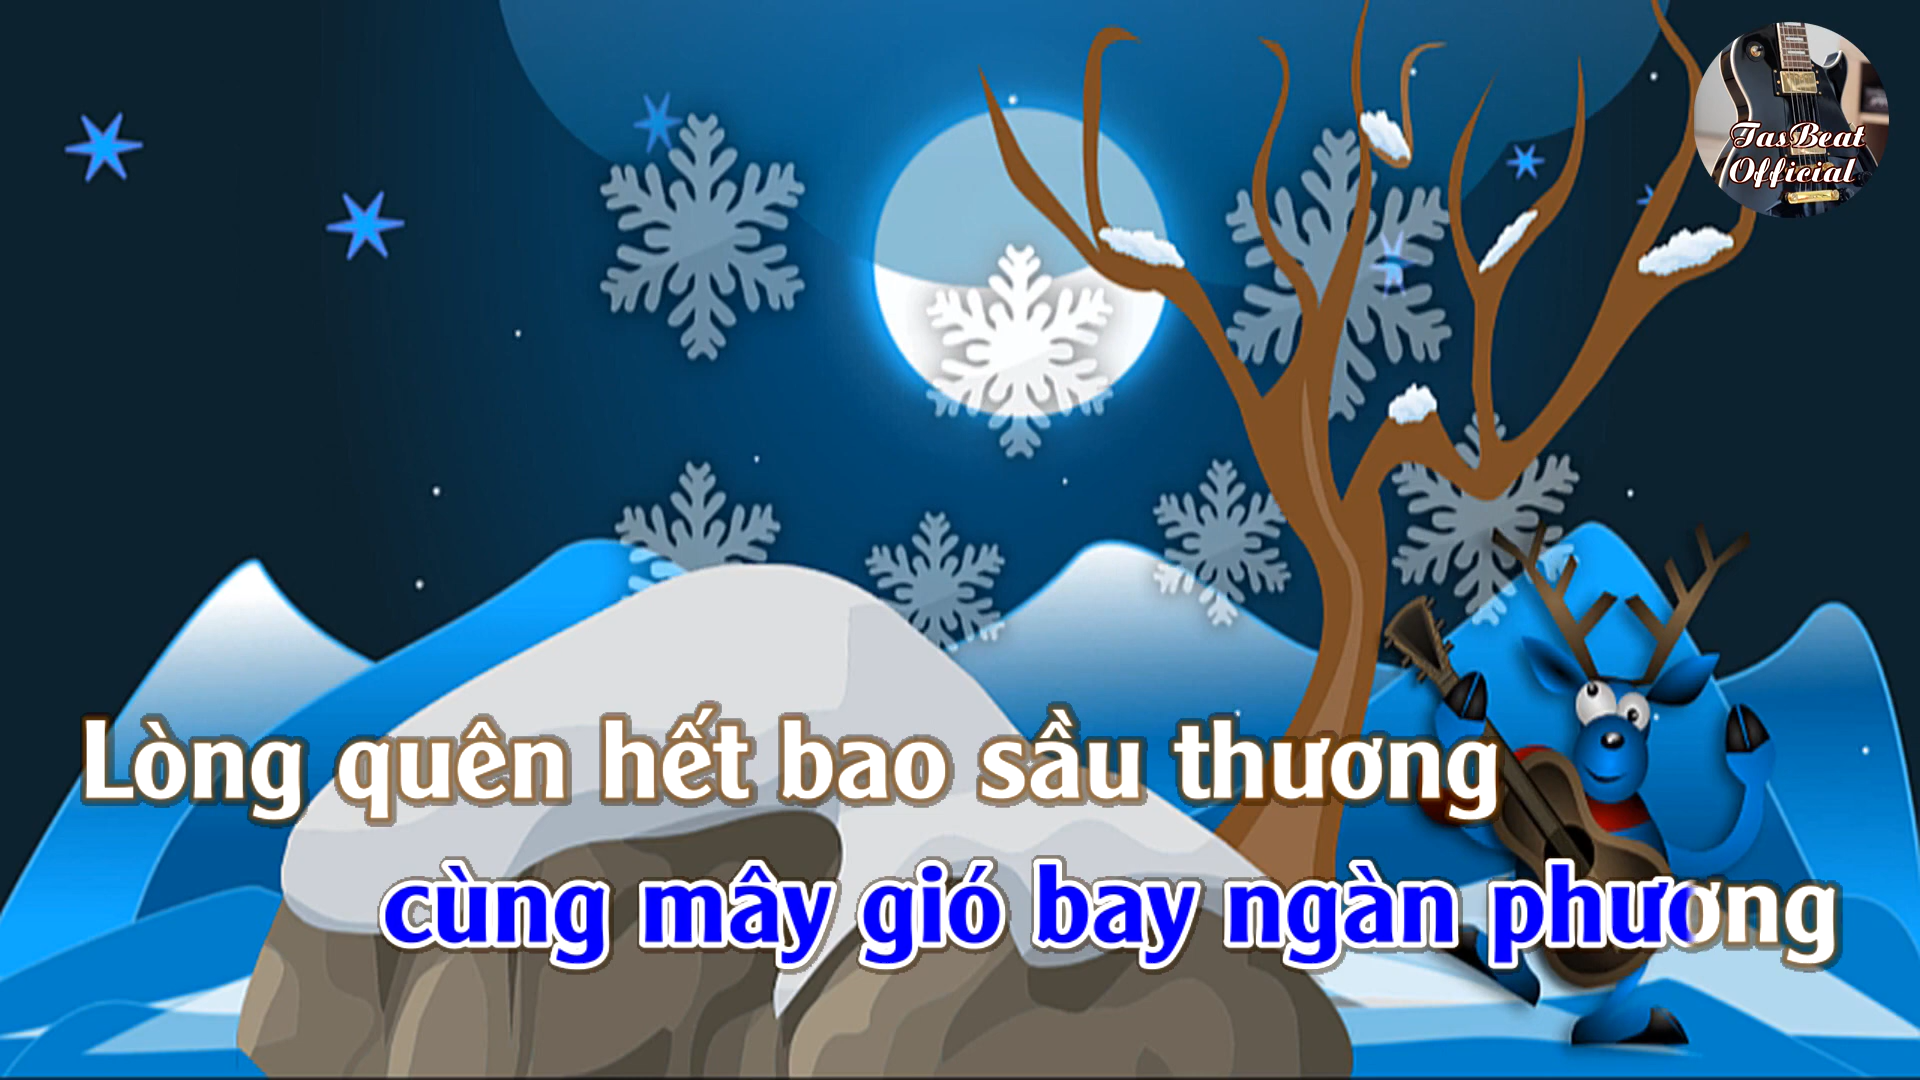 TasBeat
Official
Lòng quên hết bao sầu thương
cùng mây gió bay ngàn phương